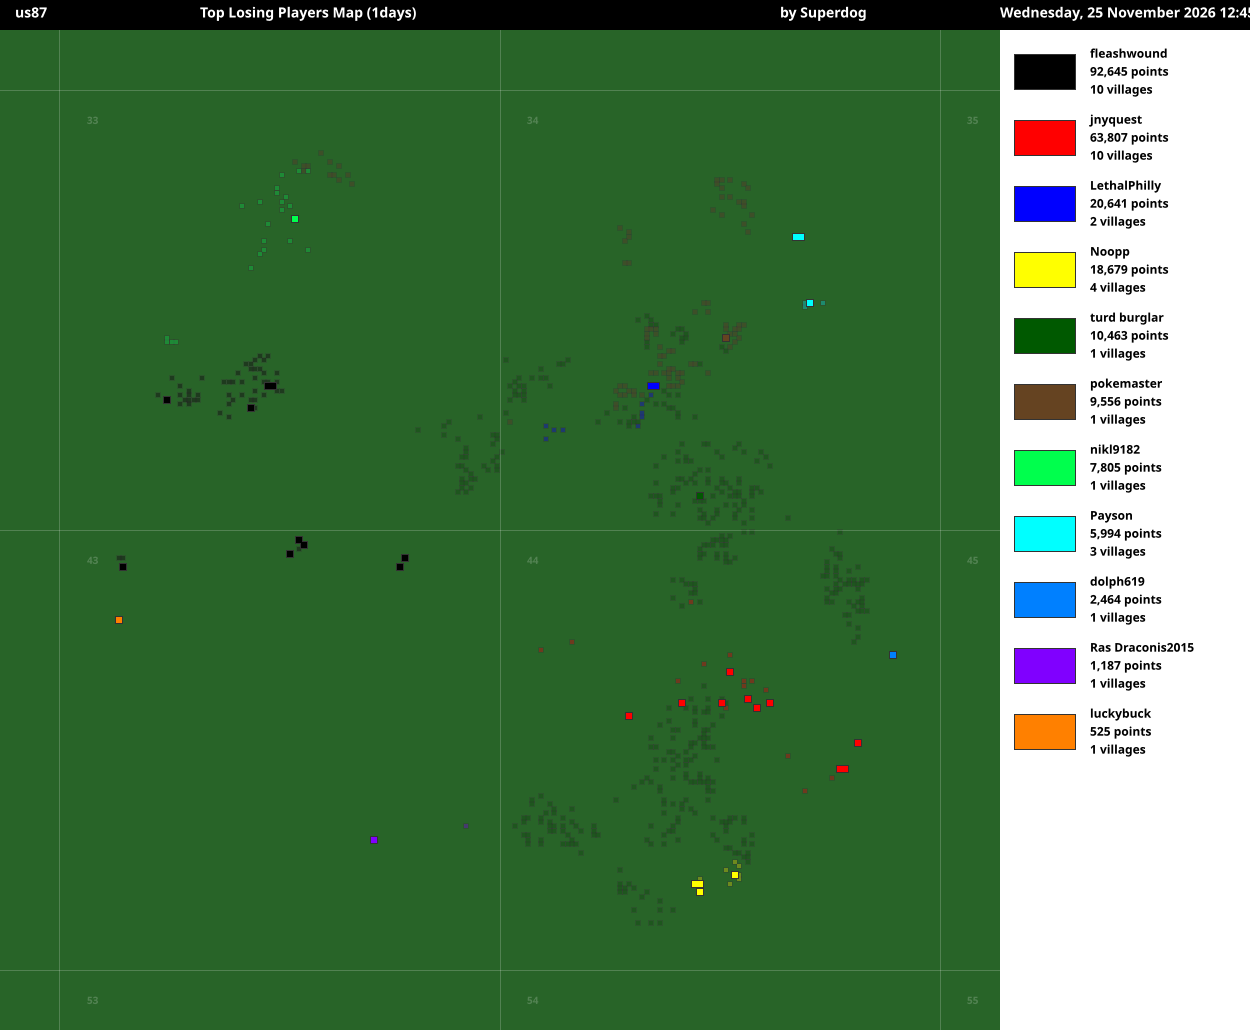 us87 Top Losing Players Map (1days) by Superdog Wednesday, 25 November 2026 12:45
33 34 35
43 44 45
53 54 55
fleashwound
92,645 points
10 villages
jnyquest
63,807 points
10 villages
LethalPhilly
20,641 points
2 villages
Noopp
18,679 points
4 villages
turd burglar
10,463 points
1 villages
pokemaster
9,556 points
1 villages
nikl9182
7,805 points
1 villages
Payson
5,994 points
3 villages
dolph619
2,464 points
1 villages
Ras Draconis2015
1,187 points
1 villages
luckybuck
525 points
1 villages